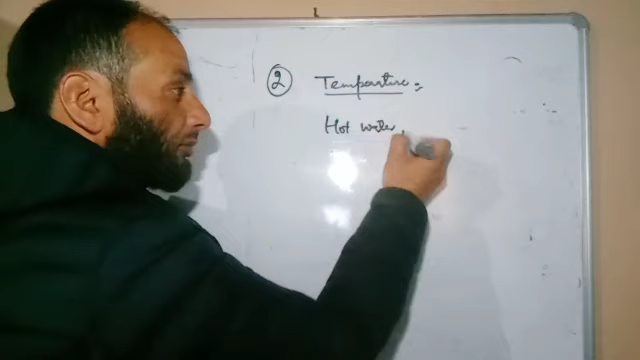 ② Temperature :
Hot water,